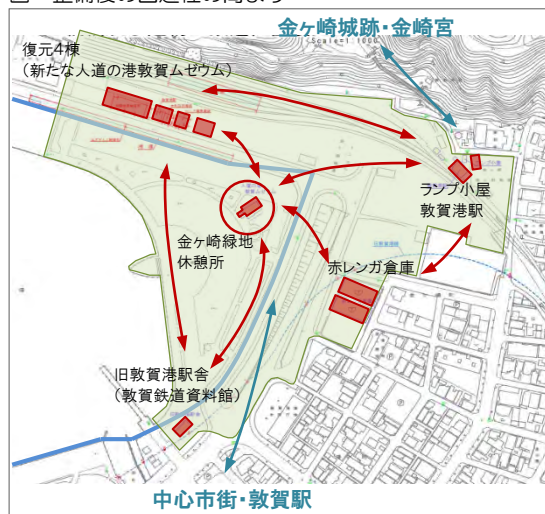 金ヶ崎城跡・金崎宮
Scale=1:1000
復元4棟
（新たな人道の港敦賀ムゼウム）
ランプ小屋
敦賀港駅
金ヶ崎緑地
休憩所
赤レンガ倉庫
旧敦賀港駅舎
（敦賀鉄道資料館）
中心市街・敦賀駅